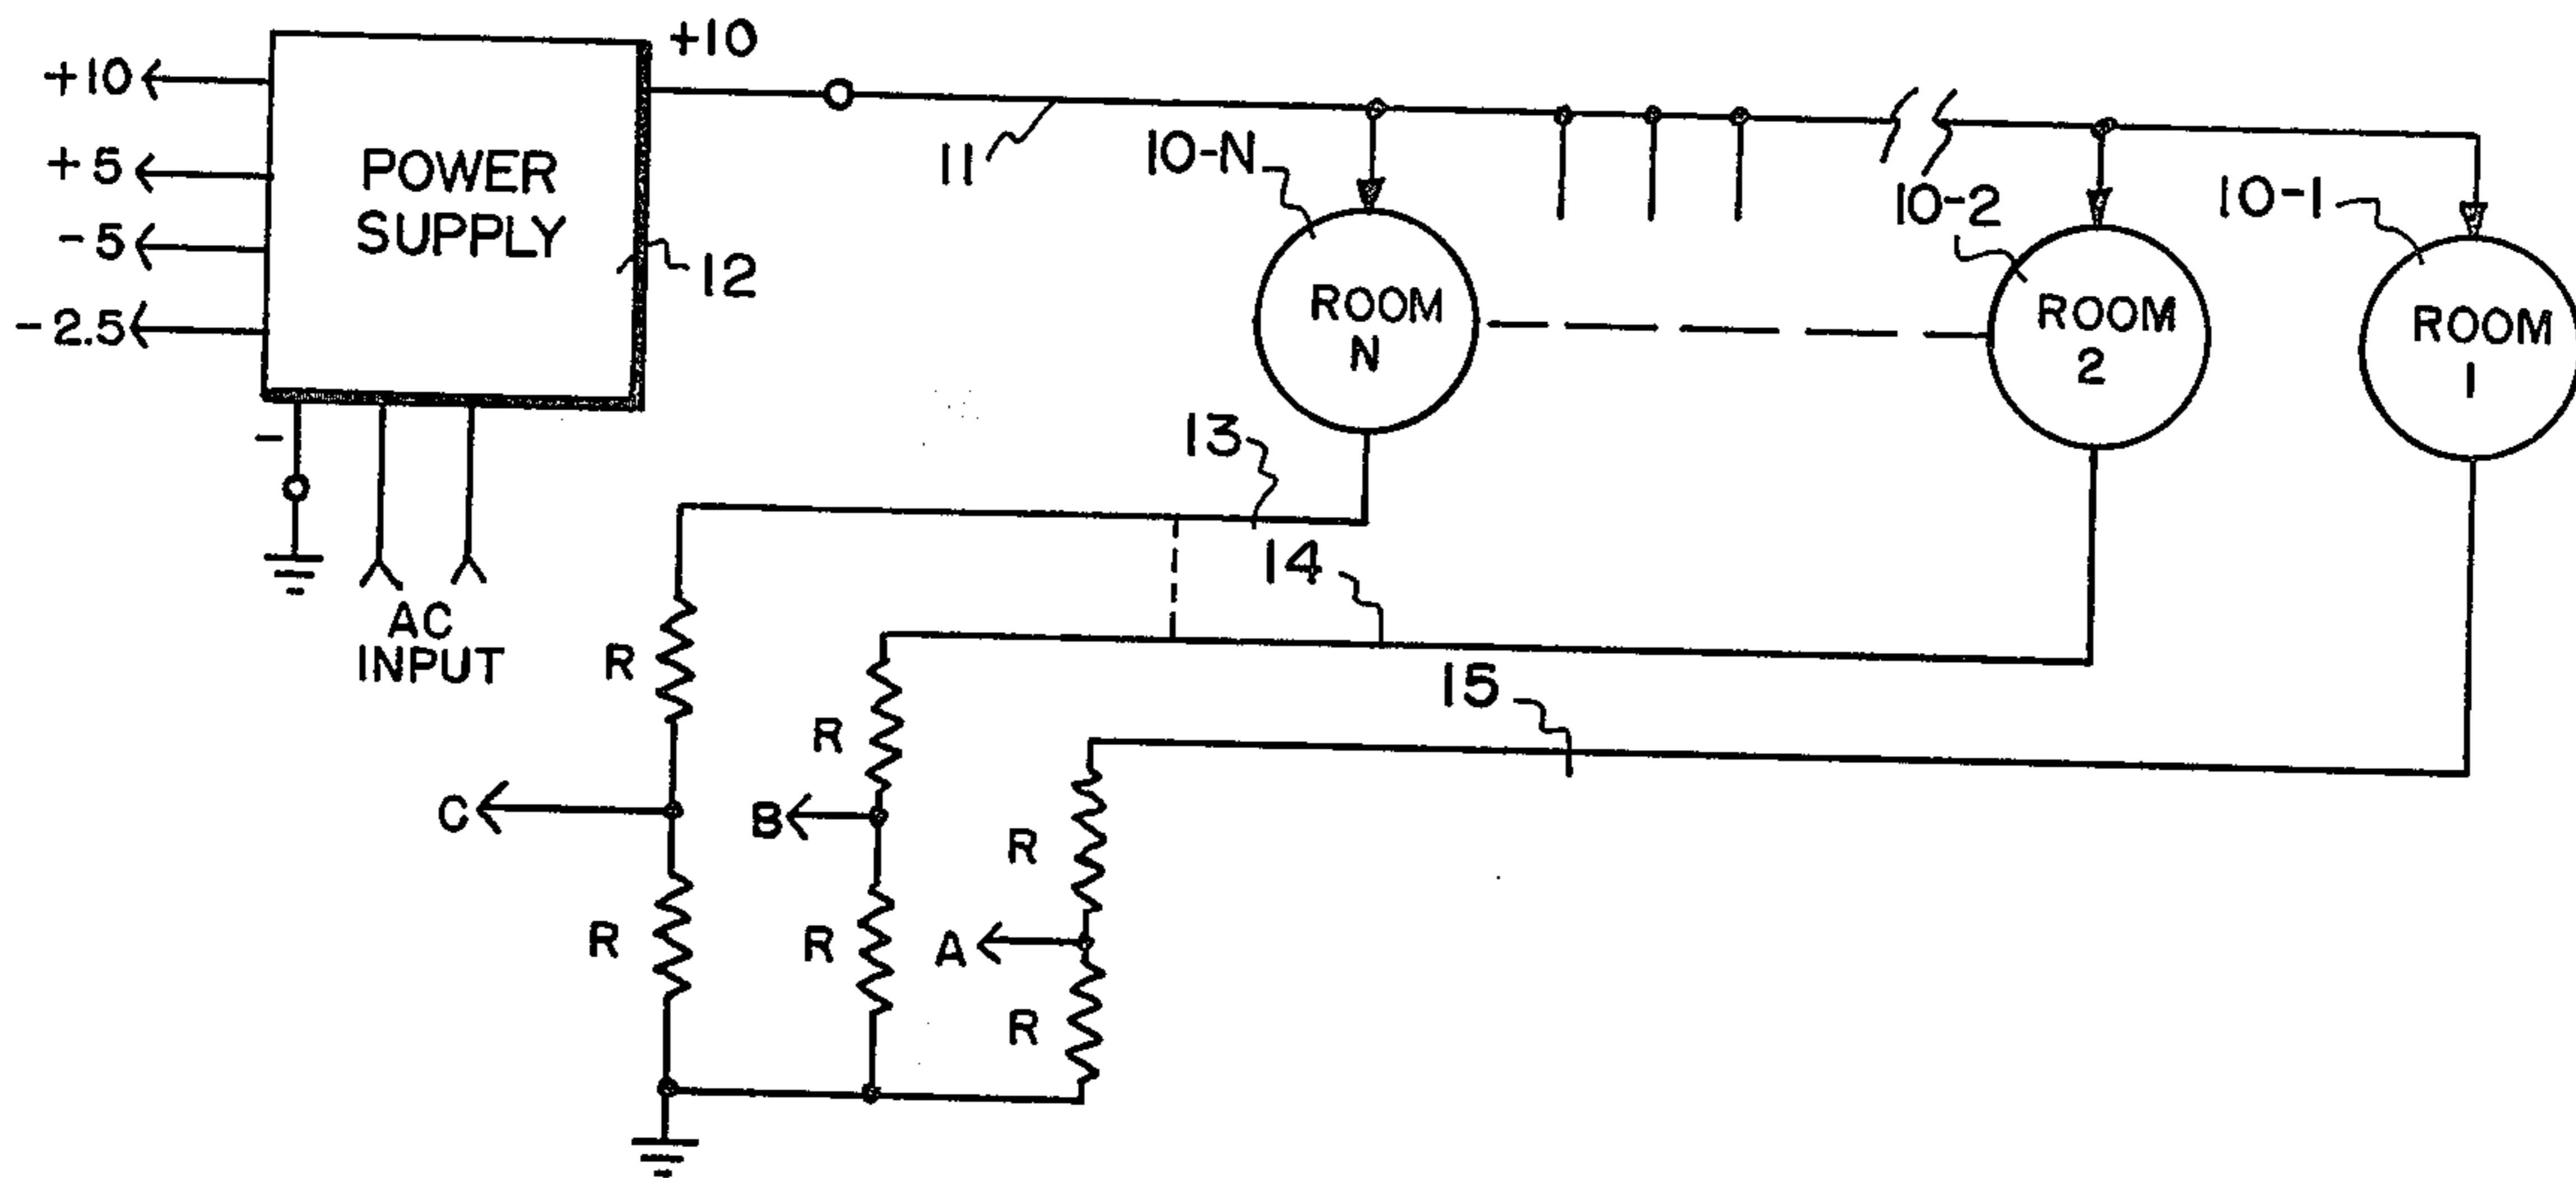 +10
+10
+5
-5
-2.5
POWER
SUPPLY
12
-
AC
INPUT
11
10-N
10-2
10-1
ROOM
N
ROOM
2
ROOM
1
13
14
15
R
R
R
C
B
A
R
R
R